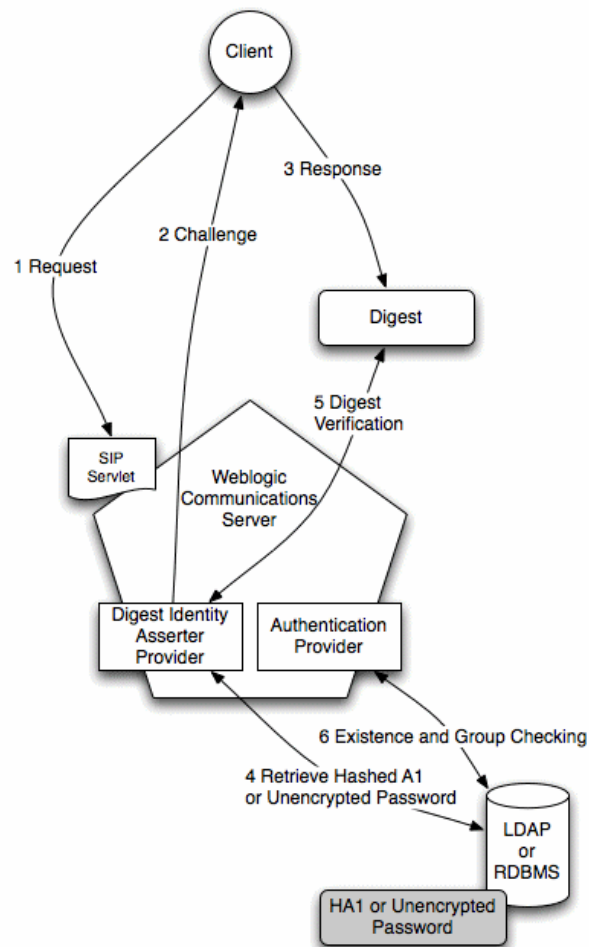 Client
3 Response
2 Challenge
1 Request
Digest
5 Digest
Verification
SIP
Servlet
Weblogic
Communications
Server
Digest Identity
Asserter
Provider
Authentication
Provider
6 Existence and Group Checking
4 Retrieve Hashed A1
or Unencrypted Password
LDAP
or
RDBMS
HA1 or Unencrypted
Password